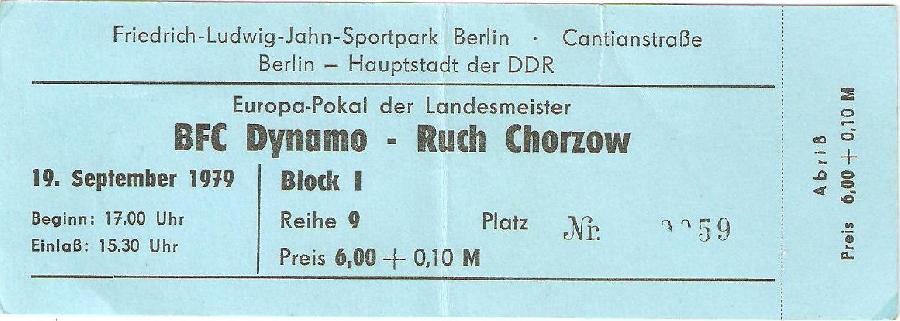 Friedrich-Ludwig-Jahn-Sportpark Berlin · Cantianstraße
Berlin – Hauptstadt der DDR
Europa-Pokal der Landesmeister
BFC Dynamo - Ruch Chorzow
19. September 1979
Beginn: 17.00 Uhr
Einlaß: 15.30 Uhr
Block I
Reihe 9 Platz Nr.
Preis 6,00 + 0,10 M
Abriß
Preis 6,00 + 0,10 M